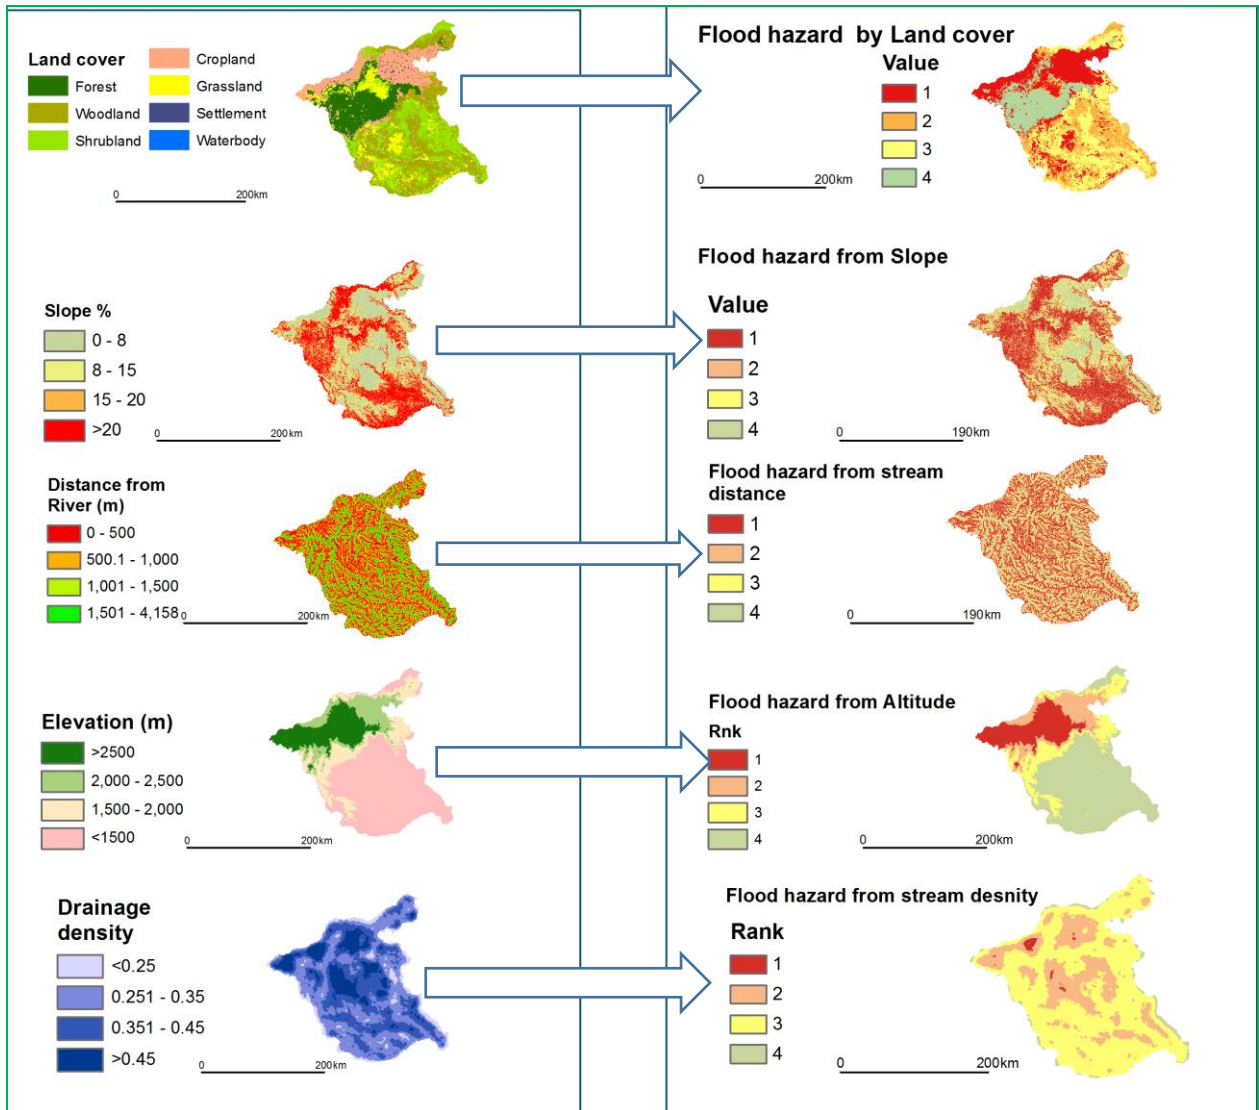 Land cover
Forest
Woodland
Shrubland
Cropland
Grassland
Settlement
Waterbody
0 200km
Flood hazard by Land cover
Value
1
2
3
4
0 200km
Slope %
0 - 8
8 - 15
15 - 20
>20
0 200km
Flood hazard from Slope
Value
1
2
3
4
0 190km
Distance from
River (m)
0 - 500
500.1 - 1,000
1,001 - 1,500
1,501 - 4,158
0 200km
Flood hazard from stream
distance
1
2
3
4
0 190km
Elevation (m)
>2500
2,000 - 2,500
1,500 - 2,000
<1500
0 200km
Flood hazard from Altitude
Rnk
1
2
3
4
0 200km
Drainage
density
<0.25
0.251 - 0.35
0.351 - 0.45
>0.45
0 200km
Flood hazard from stream desnity
Rank
1
2
3
4
0 200km